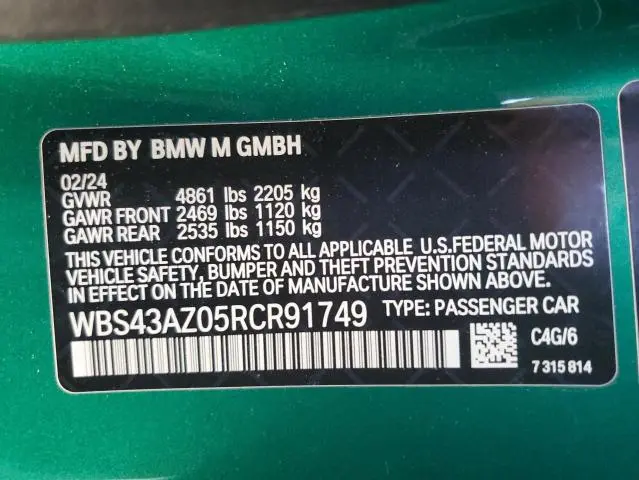 MFD BY BMW M GMBH
02/24
GVWR 4861 lbs 2205 kg
GAWR FRONT 2469 lbs 1120 kg
GAWR REAR 2535 lbs 1150 kg
THIS VEHICLE CONFORMS TO ALL APPLICABLE U.S.FEDERAL MOTOR
VEHICLE SAFETY, BUMPER AND THEFT PREVENTION STANDARDS
IN EFFECT ON THE DATE OF MANUFACTURE SHOWN ABOVE.
WBS43AZ05RCR91749 TYPE: PASSENGER CAR
C4G/6
7 315 814